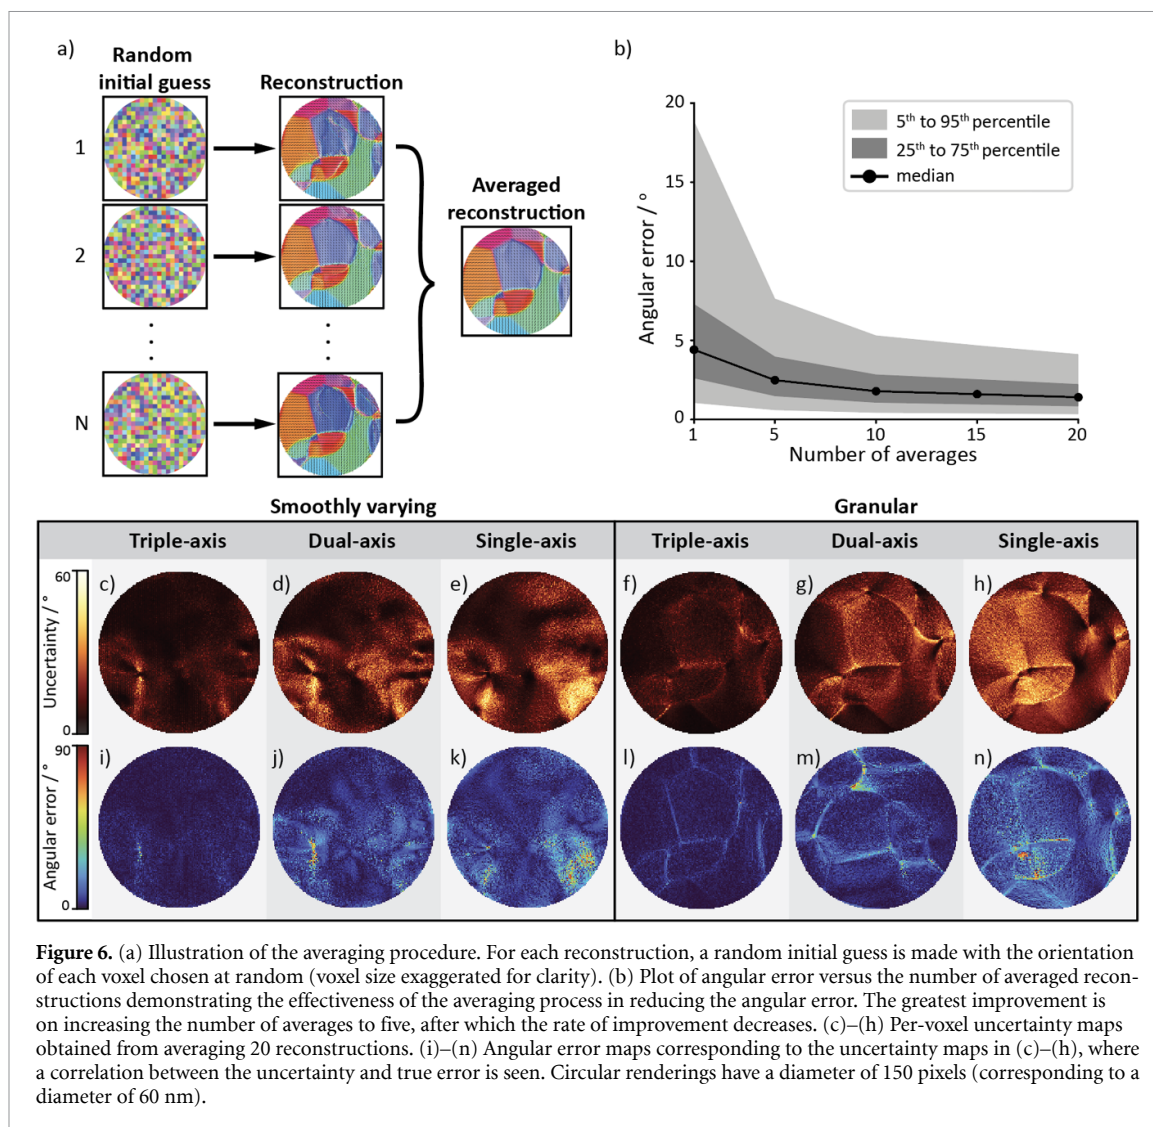 a)
Random
initial guess
Reconstruction
1
2
N
Averaged
reconstruction
b)
20
15
10
5
0
Angular error / °
5th to 95th percentile
25th to 75th percentile
median
1
5
10
15
20
Number of averages
Smoothly varying
Granular
Triple-axis
Dual-axis
Single-axis
Triple-axis
Dual-axis
Single-axis
60
Uncertainty / °
0
c)
d)
e)
f)
g)
h)
90
Angular error / °
0
i)
j)
k)
l)
m)
n)
Figure 6. (a) Illustration of the averaging procedure. For each reconstruction, a random initial guess is made with the orientation
of each voxel chosen at random (voxel size exaggerated for clarity). (b) Plot of angular error versus the number of averaged recon-
structions demonstrating the effectiveness of the averaging process in reducing the angular error. The greatest improvement is
on increasing the number of averages to five, after which the rate of improvement decreases. (c)–(h) Per-voxel uncertainty maps
obtained from averaging 20 reconstructions. (i)–(n) Angular error maps corresponding to the uncertainty maps in (c)–(h), where
a correlation between the uncertainty and true error is seen. Circular renderings have a diameter of 150 pixels (corresponding to a
diameter of 60 nm).